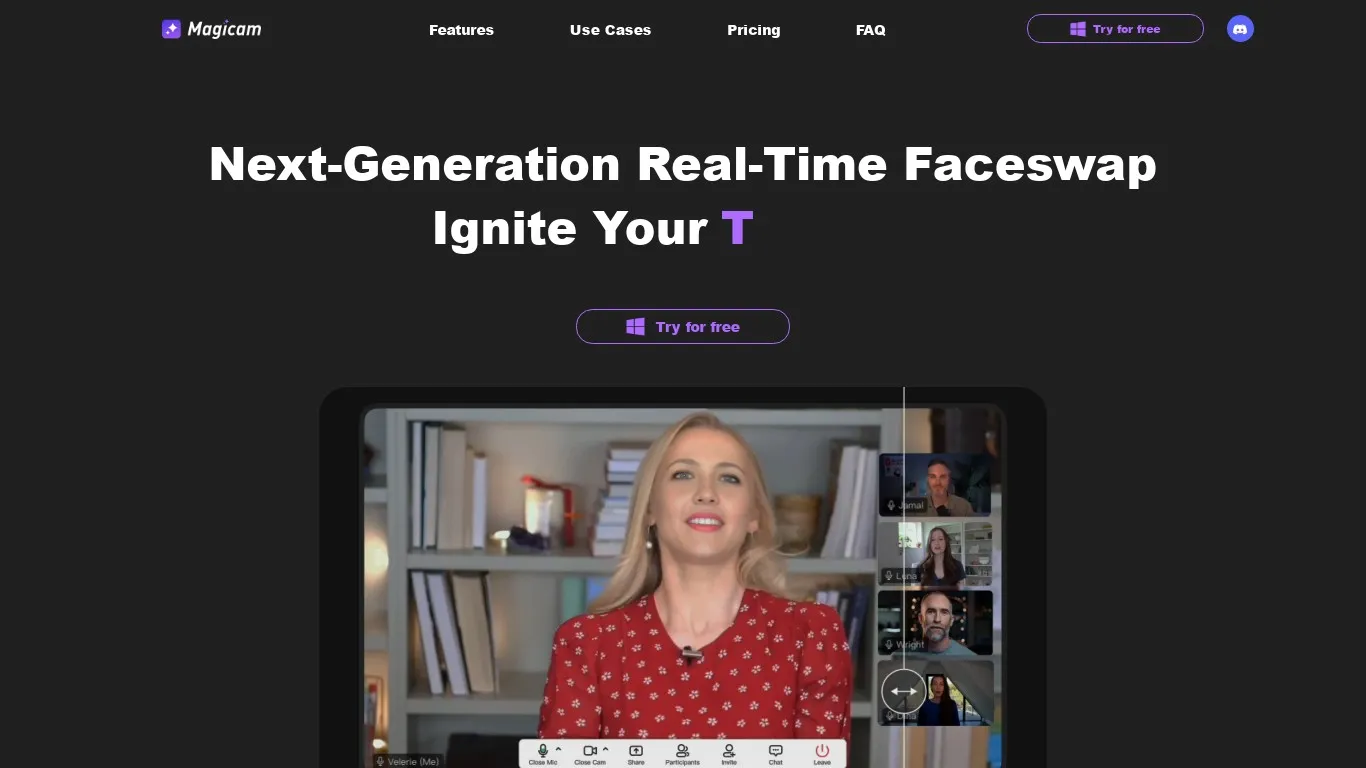 Magicam
Features
Use Cases
Pricing
FAQ
Try for free
Next-Generation Real-Time Faceswap
Ignite Your T
Try for free
Jamal
Luna
Wright
Velerie (Me)
Close Mic
Close Cam
Share
Participants
Invite
Chat
Leave